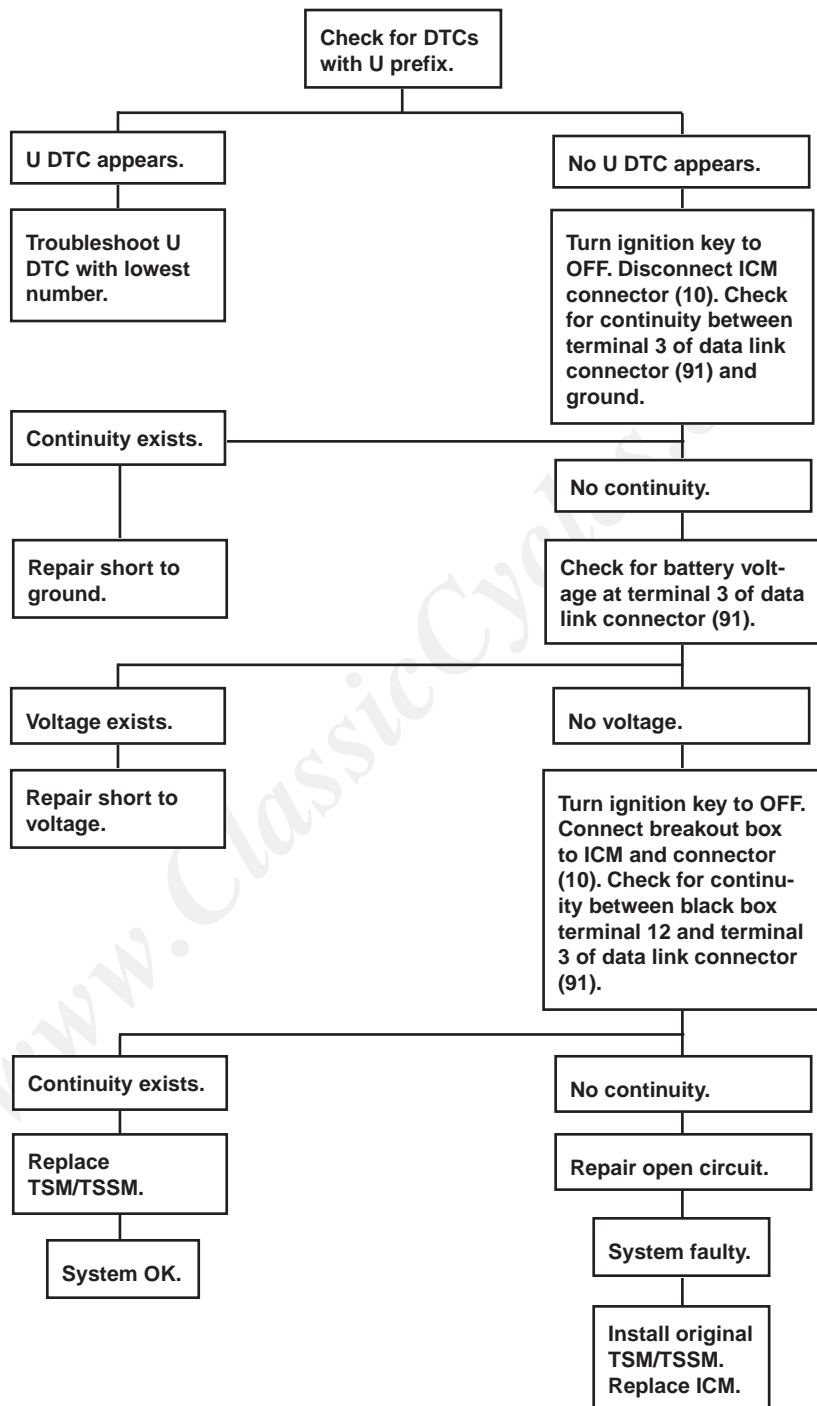 Check for DTCs
with U prefix.
U DTC appears.
No U DTC appears.
Troubleshoot U
DTC with lowest
number.
Turn ignition key to
OFF. Disconnect ICM
connector (10). Check
for continuity between
terminal 3 of data link
connector (91) and
ground.
Continuity exists.
No continuity.
Repair short to
ground.
Check for battery volt-
age at terminal 3 of data
link connector (91).
Voltage exists.
No voltage.
Repair short to
voltage.
Turn ignition key to OFF.
Connect breakout box
to ICM and connector
(10). Check for continu-
ity between black box
terminal 12 and terminal
3 of data link connector
(91).
Continuity exists.
No continuity.
Replace
TSM/TSSM.
Repair open circuit.
System OK.
System faulty.
Install original
TSM/TSSM.
Replace ICM.
www.ClassicCycles.